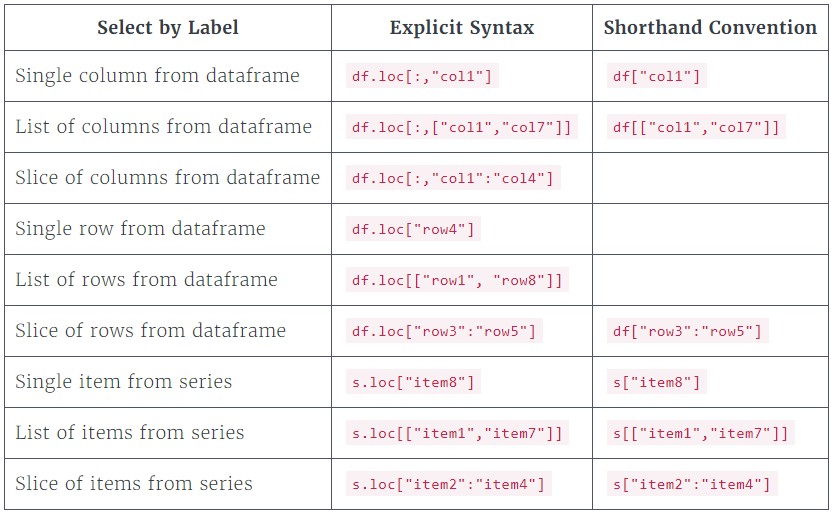 Select by Label Explicit Syntax Shorthand Convention
Single column from dataframe df.loc[:,"col1"] df["col1"]
List of columns from dataframe df.loc[:,["col1","col7"]] df[["col1","col7"]]
Slice of columns from dataframe df.loc[:,"col1":"col4"]
Single row from dataframe df.loc["row4"]
List of rows from dataframe df.loc[["row1", "row8"]]
Slice of rows from dataframe df.loc["row3":"row5"] df["row3":"row5"]
Single item from series s.loc["item8"] s["item8"]
List of items from series s.loc[["item1","item7"]] s[["item1","item7"]]
Slice of items from series s.loc["item2":"item4"] s["item2":"item4"]